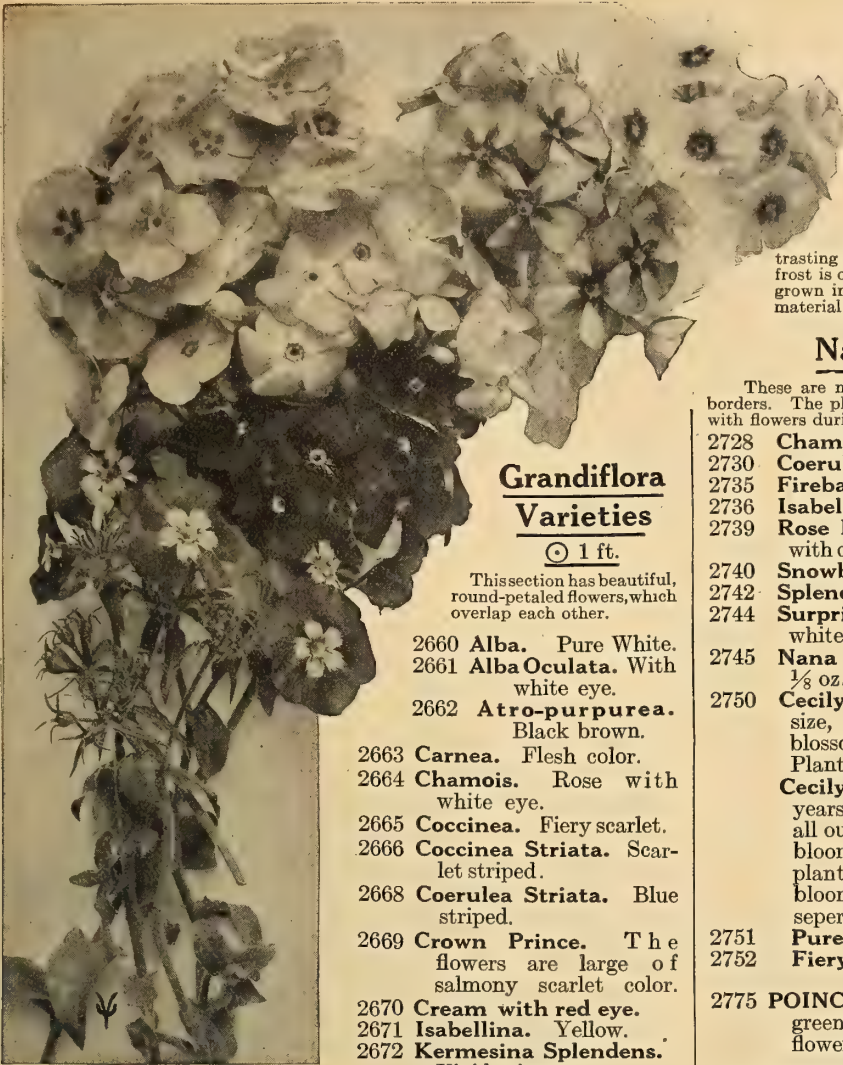 Grandiflora
Varieties
☉ 1 ft.
This section has beautiful,
round-petaled flowers, which
overlap each other.
2660 Alba. Pure White.
2661 Alba Oculata. With
white eye.
2662 Atro-purpurea.
Black brown.
2663 Carnea. Flesh color.
2664 Chamois. Rose with
white eye.
2665 Coccinea. Fiery scarlet.
2666 Coccinea Striata. Scar-
let striped.
2668 Coerulea Striata. Blue
striped.
2669 Crown Prince. The
flowers are large of
salmony scarlet color.
2670 Cream with red eye.
2671 Isabellina. Yellow.
2672 Kermesina Splendens.
trasting
frost is
grown
material
These are
borders. The
with flowers
2728 Cham
2730 Coeru
2735 Fireba
2736 Isabel
2739 Rose
with
2740 Snowb
2742 Splen
2744 Surpri
white
2745 Nana
⅛ oz.
2750 Cecily
size,
blosso
Plant
Cecily
years
all ou
bloom
plant
bloom
seper
2751 Pure
2752 Fiery
2775 POINC
green
flowe